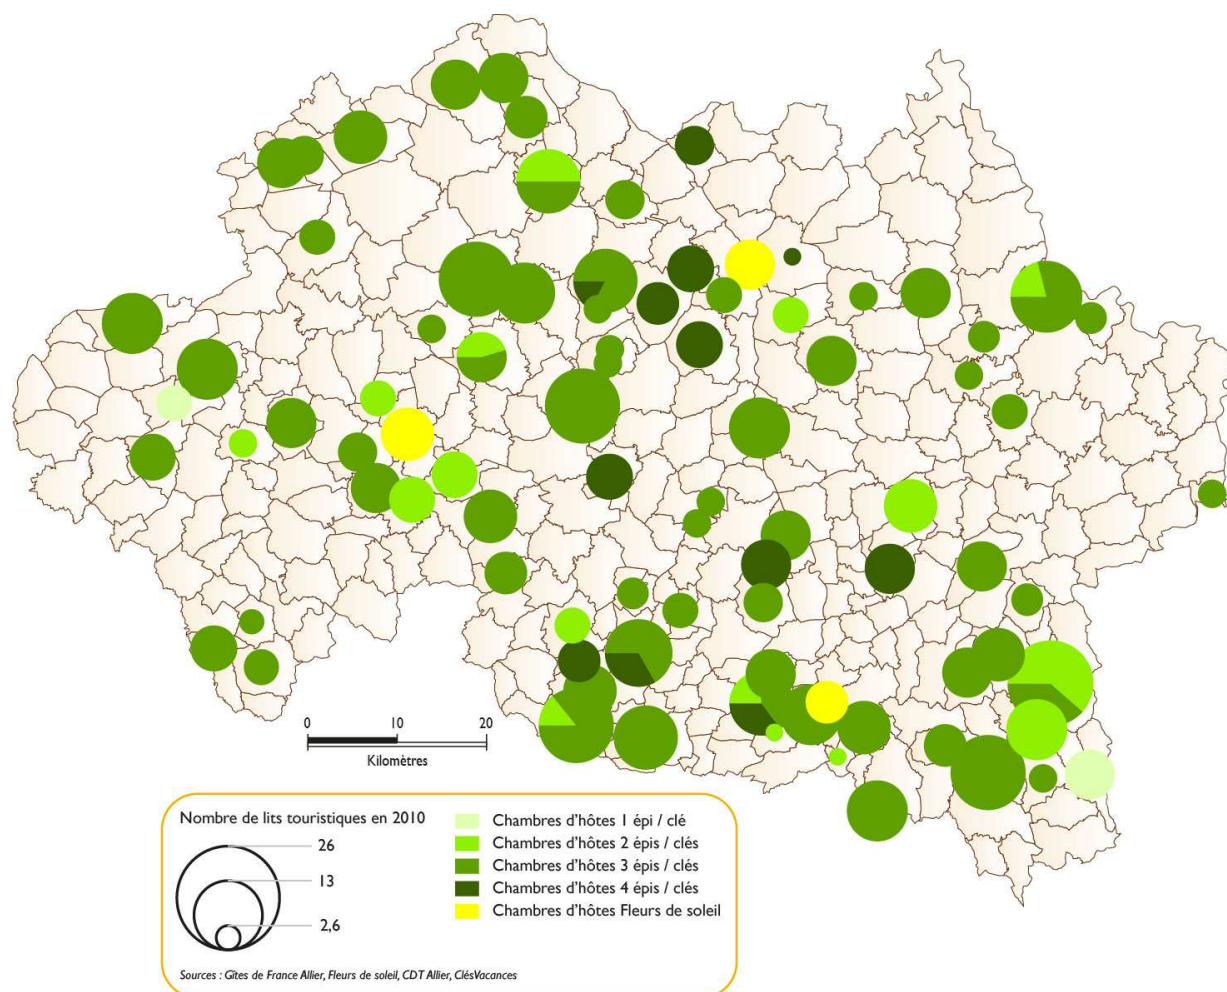 0 10 20
Kilomètres
Nombre de lits touristiques en 2010
26
13
2,6
Chambres d'hôtes 1 épi / clé
Chambres d'hôtes 2 épis / clés
Chambres d'hôtes 3 épis / clés
Chambres d'hôtes 4 épis / clés
Chambres d'hôtes Fleurs de soleil
Sources : Gîtes de France Allier, Fleurs de soleil, CDT Allier, ClésVacances